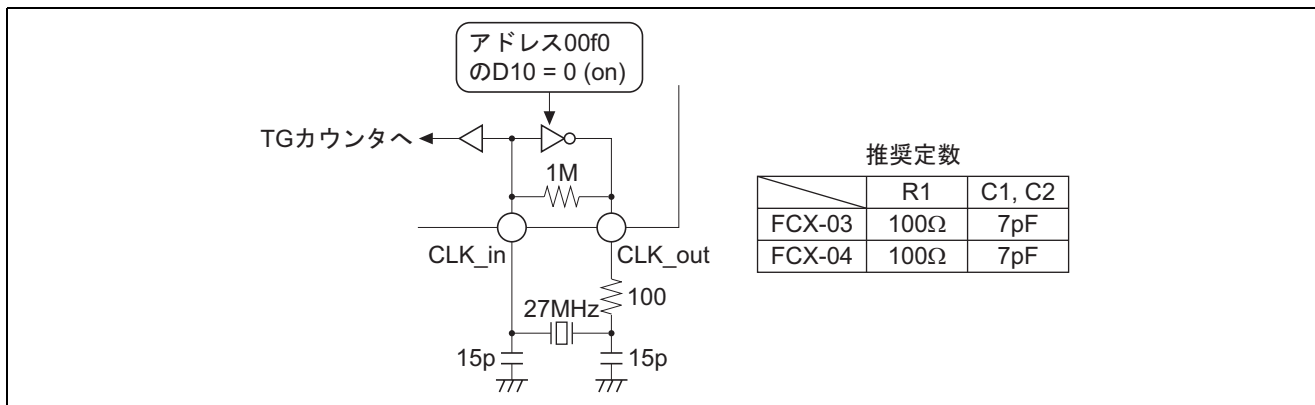 アドレス00f0
のD10 = 0 (on)
TGカウンタへ
1M
CLK_in
CLK_out
100
27MHz
15p
15p
推奨定数
R1 C1, C2
FCX-03 100Ω 7pF
FCX-04 100Ω 7pF